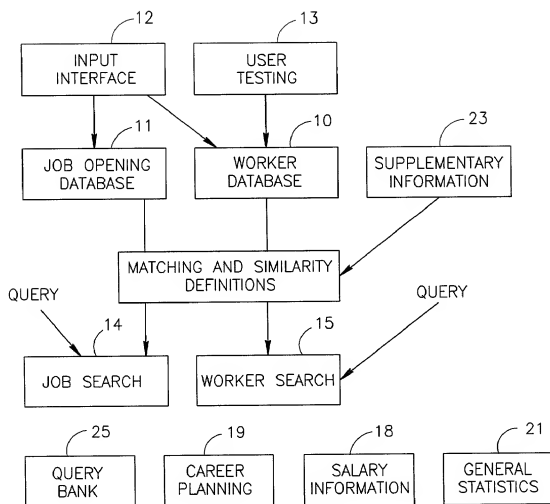 12
13
INPUT
INTERFACE
USER
TESTING
11
10
23
JOB OPENING
DATABASE
WORKER
DATABASE
SUPPLEMENTARY
INFORMATION
MATCHING AND SIMILARITY
DEFINITIONS
QUERY
QUERY
14
15
JOB SEARCH
WORKER SEARCH
25
19
18
21
QUERY
BANK
CAREER
PLANNING
SALARY
INFORMATION
GENERAL
STATISTICS